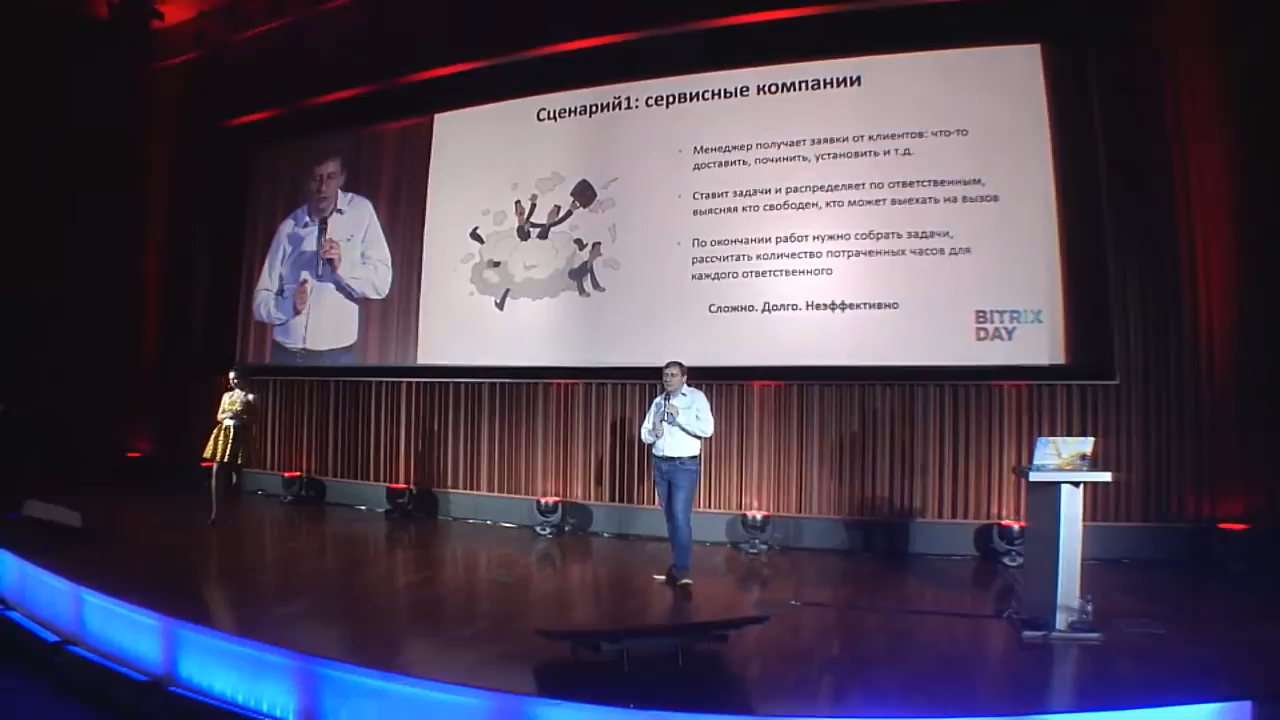 Сценарий1: сервисные компании
Менеджер получает заявки от клиентов: что-то
доставить, починить, установить и т.д.
Ставит задачи и распределяет по ответственным,
выясняя кто свободен, кто может выехать на вызов
По окончании работ нужно собрать задачи,
рассчитать количество потраченных часов для
каждого ответственного
Сложно. Долго. Неэффективно
BITRIX
DAY